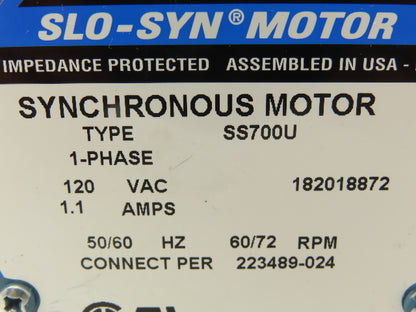 SLO-SYN® MOTOR
IMPEDANCE PROTECTED ASSEMBLED IN USA -
SYNCHRONOUS MOTOR
TYPE SS700U
1-PHASE
120 VAC 182018872
1.1 AMPS
50/60 HZ 60/72 RPM
CONNECT PER 223489-024